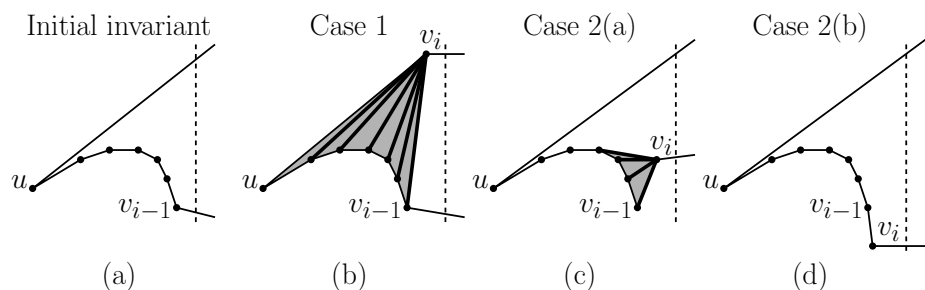 Initial invariant Case 1 Case 2(a) Case 2(b)
v_i
u v_{i−1}
u v_{i−1}
u v_{i−1} v_i
u v_{i−1} v_i
(a) (b) (c) (d)